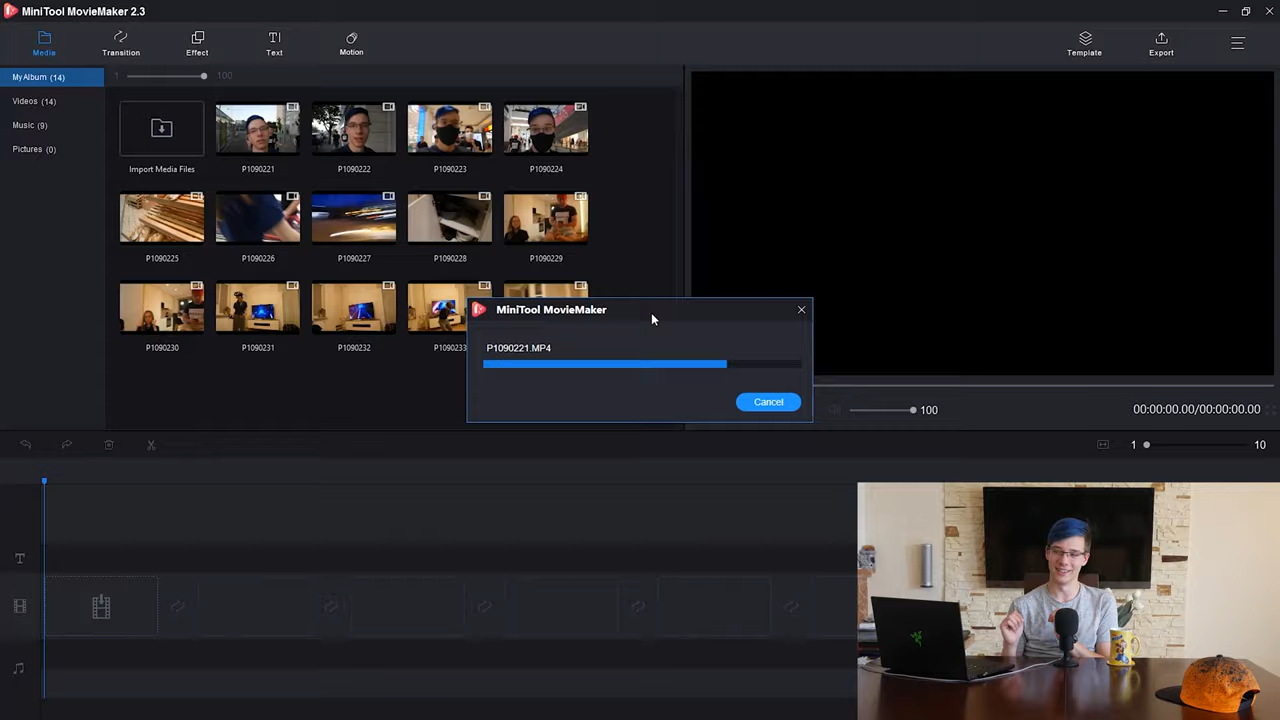 MiniTool MovieMaker 2.3
Media
Transition
Effect
Text
Motion
Template
Export
My Album (14)
1
100
Videos (14)
Music (9)
Pictures (0)
Import Media Files
P1090221
P1090222
P1090223
P1090224
P1090225
P1090226
P1090227
P1090228
P1090229
P1090230
P1090231
P1090232
P1090233
MiniTool MovieMaker
P1090221.MP4
Cancel
100
00:00:00.00/00:00:00.00
1
10
T